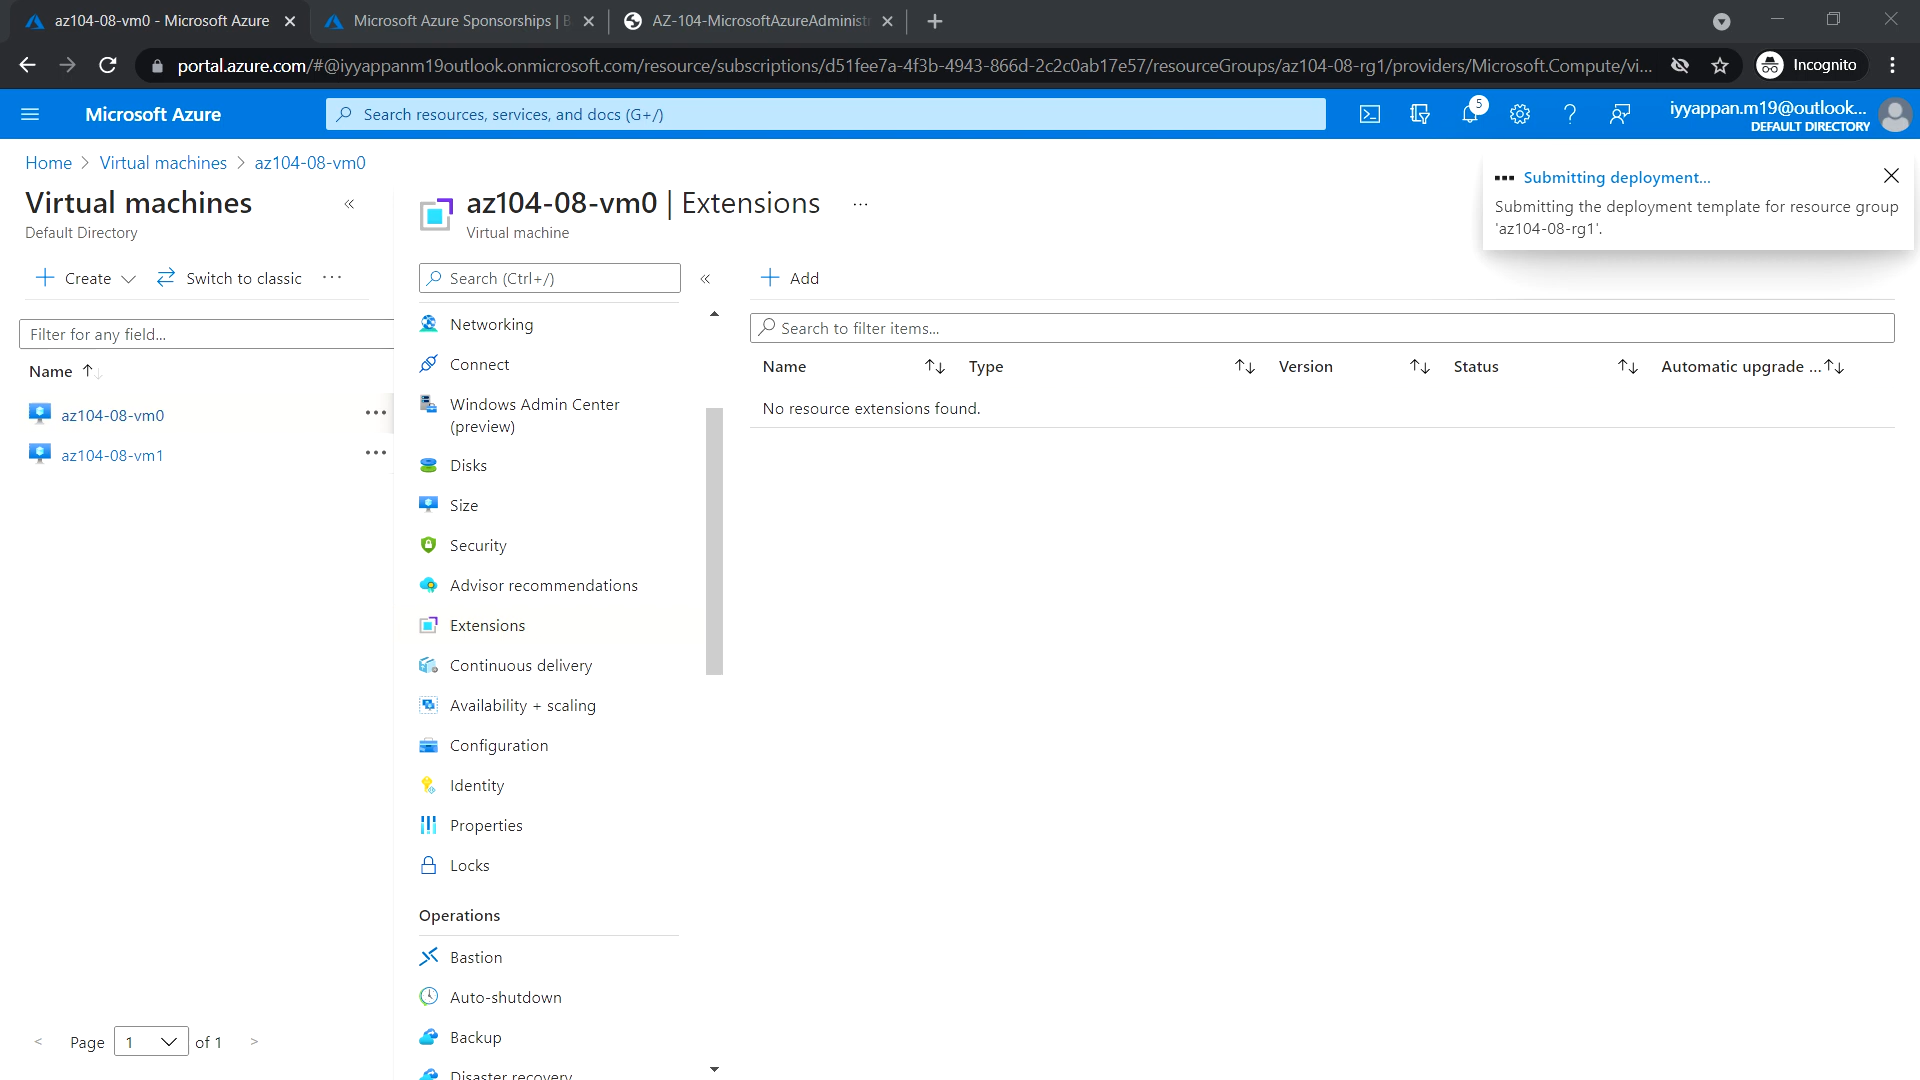 az104-08-vm0 - Microsoft Azure
Microsoft Azure Sponsorships | B
AZ-104-MicrosoftAzureAdministr
portal.azure.com/#@iyyappanm19outlook.onmicrosoft.com/resource/subscriptions/d51fee7a-4f3b-4943-866d-2c2c0ab17e57/resourceGroups/az104-08-rg1/providers/Microsoft.Compute/vi...
Incognito
Microsoft Azure
Search resources, services, and docs (G+/)
5
iyyappan.m19@outlook...
DEFAULT DIRECTORY
Home > Virtual machines > az104-08-vm0
Submitting deployment...
Submitting the deployment template for resource group
'az104-08-rg1'.
Virtual machines
Default Directory
Create
Switch to classic
Filter for any field...
Name
az104-08-vm0
az104-08-vm1
Page 1 of 1
az104-08-vm0 | Extensions
Virtual machine
Search (Ctrl+/)
Networking
Connect
Windows Admin Center
(preview)
Disks
Size
Security
Advisor recommendations
Extensions
Continuous delivery
Availability + scaling
Configuration
Identity
Properties
Locks
Operations
Bastion
Auto-shutdown
Backup
Disaster recovery
Add
Search to filter items...
Name Type Version Status Automatic upgrade ...
No resource extensions found.